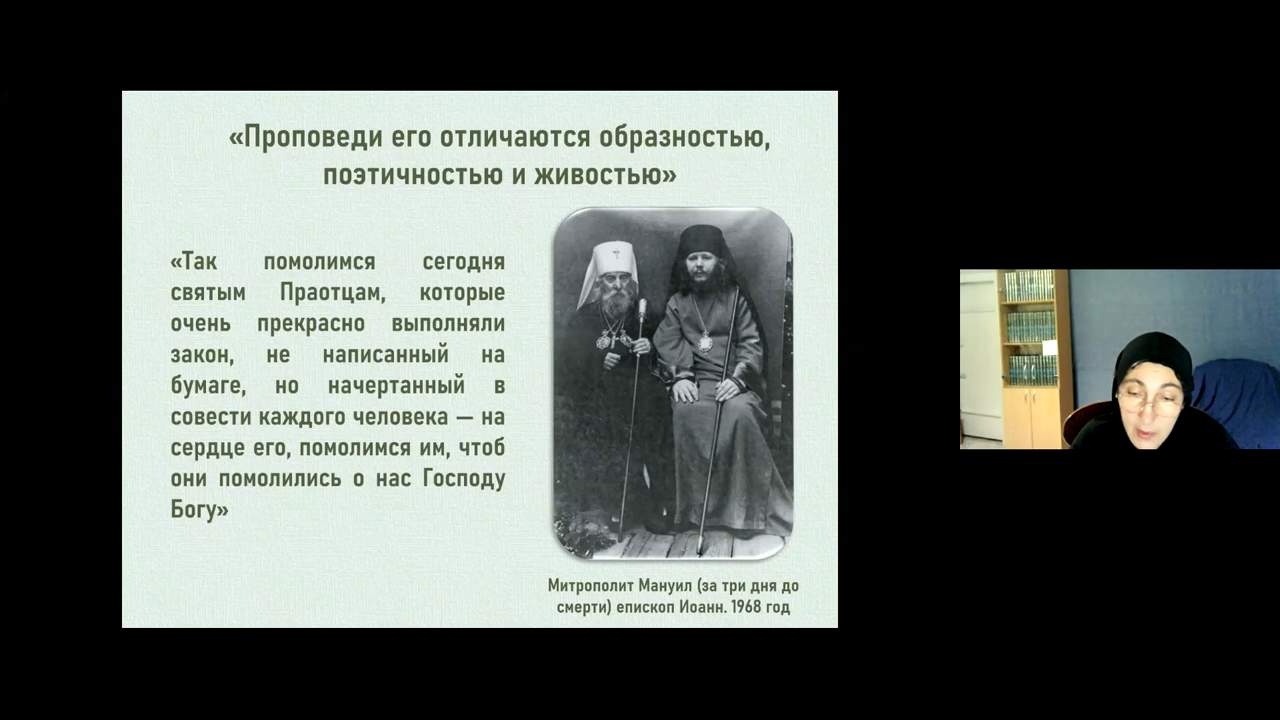 «Проповеди его отличаются образностью,
поэтичностью и живостью»
«Так помолимся сегодня
святым Праотцам, которые
очень прекрасно выполняли
закон, не написанный на
бумаге, но начертанный в
совести каждого человека — на
сердце его, помолимся им, чтоб
они помолились о нас Господу
Богу»
Митрополит Мануил (за три дня до
смерти) епископ Иоанн. 1968 год